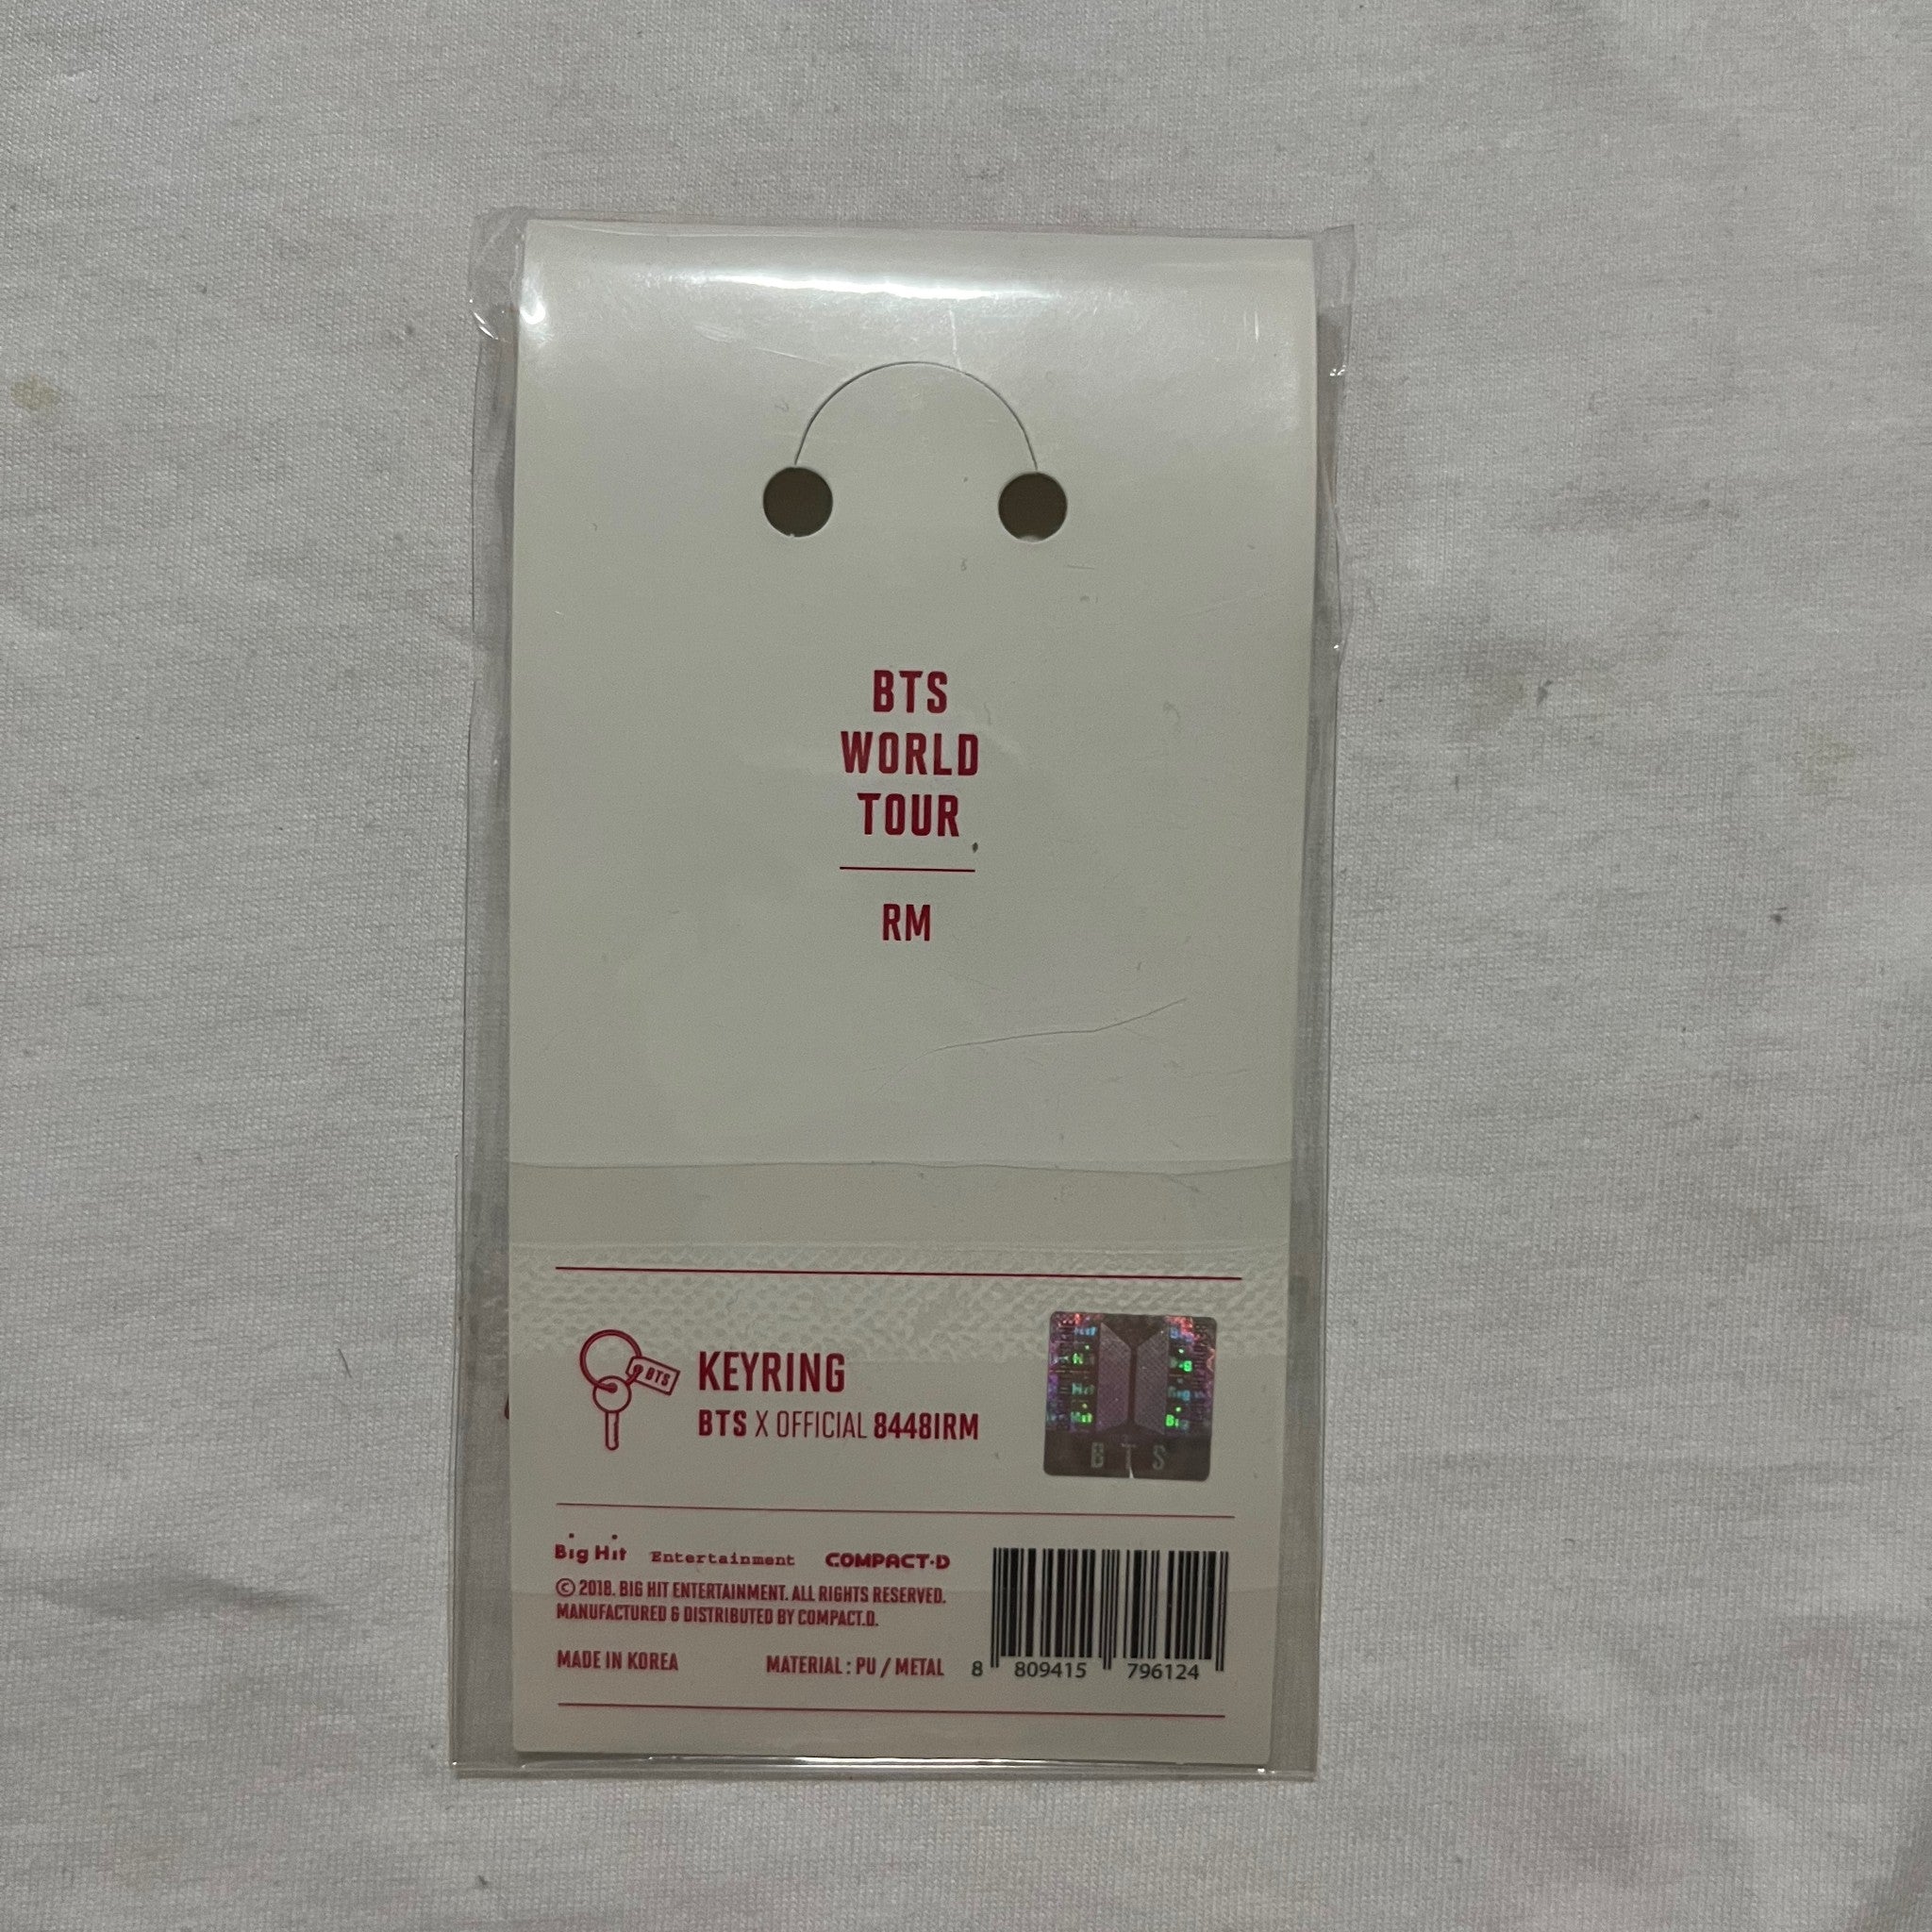 BTS
WORLD
TOUR
RM
BTS
KEYRING
BTS X OFFICIAL 8448IRM
BTS
Big Hit Entertainment COMPACT·D
© 2018. BIG HIT ENTERTAINMENT. ALL RIGHTS RESERVED.
MANUFACTURED & DISTRIBUTED BY COMPACT.D.
MADE IN KOREA MATERIAL : PU / METAL
8 809415 796124